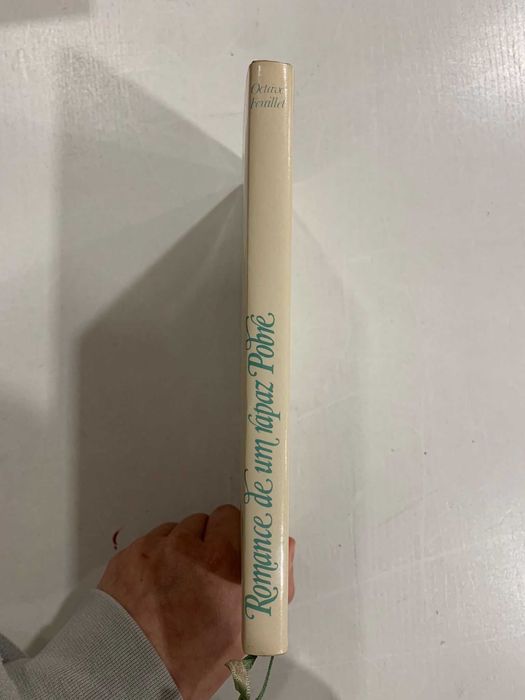 Octave
Feuillet
Romance de um rapaz Pobre